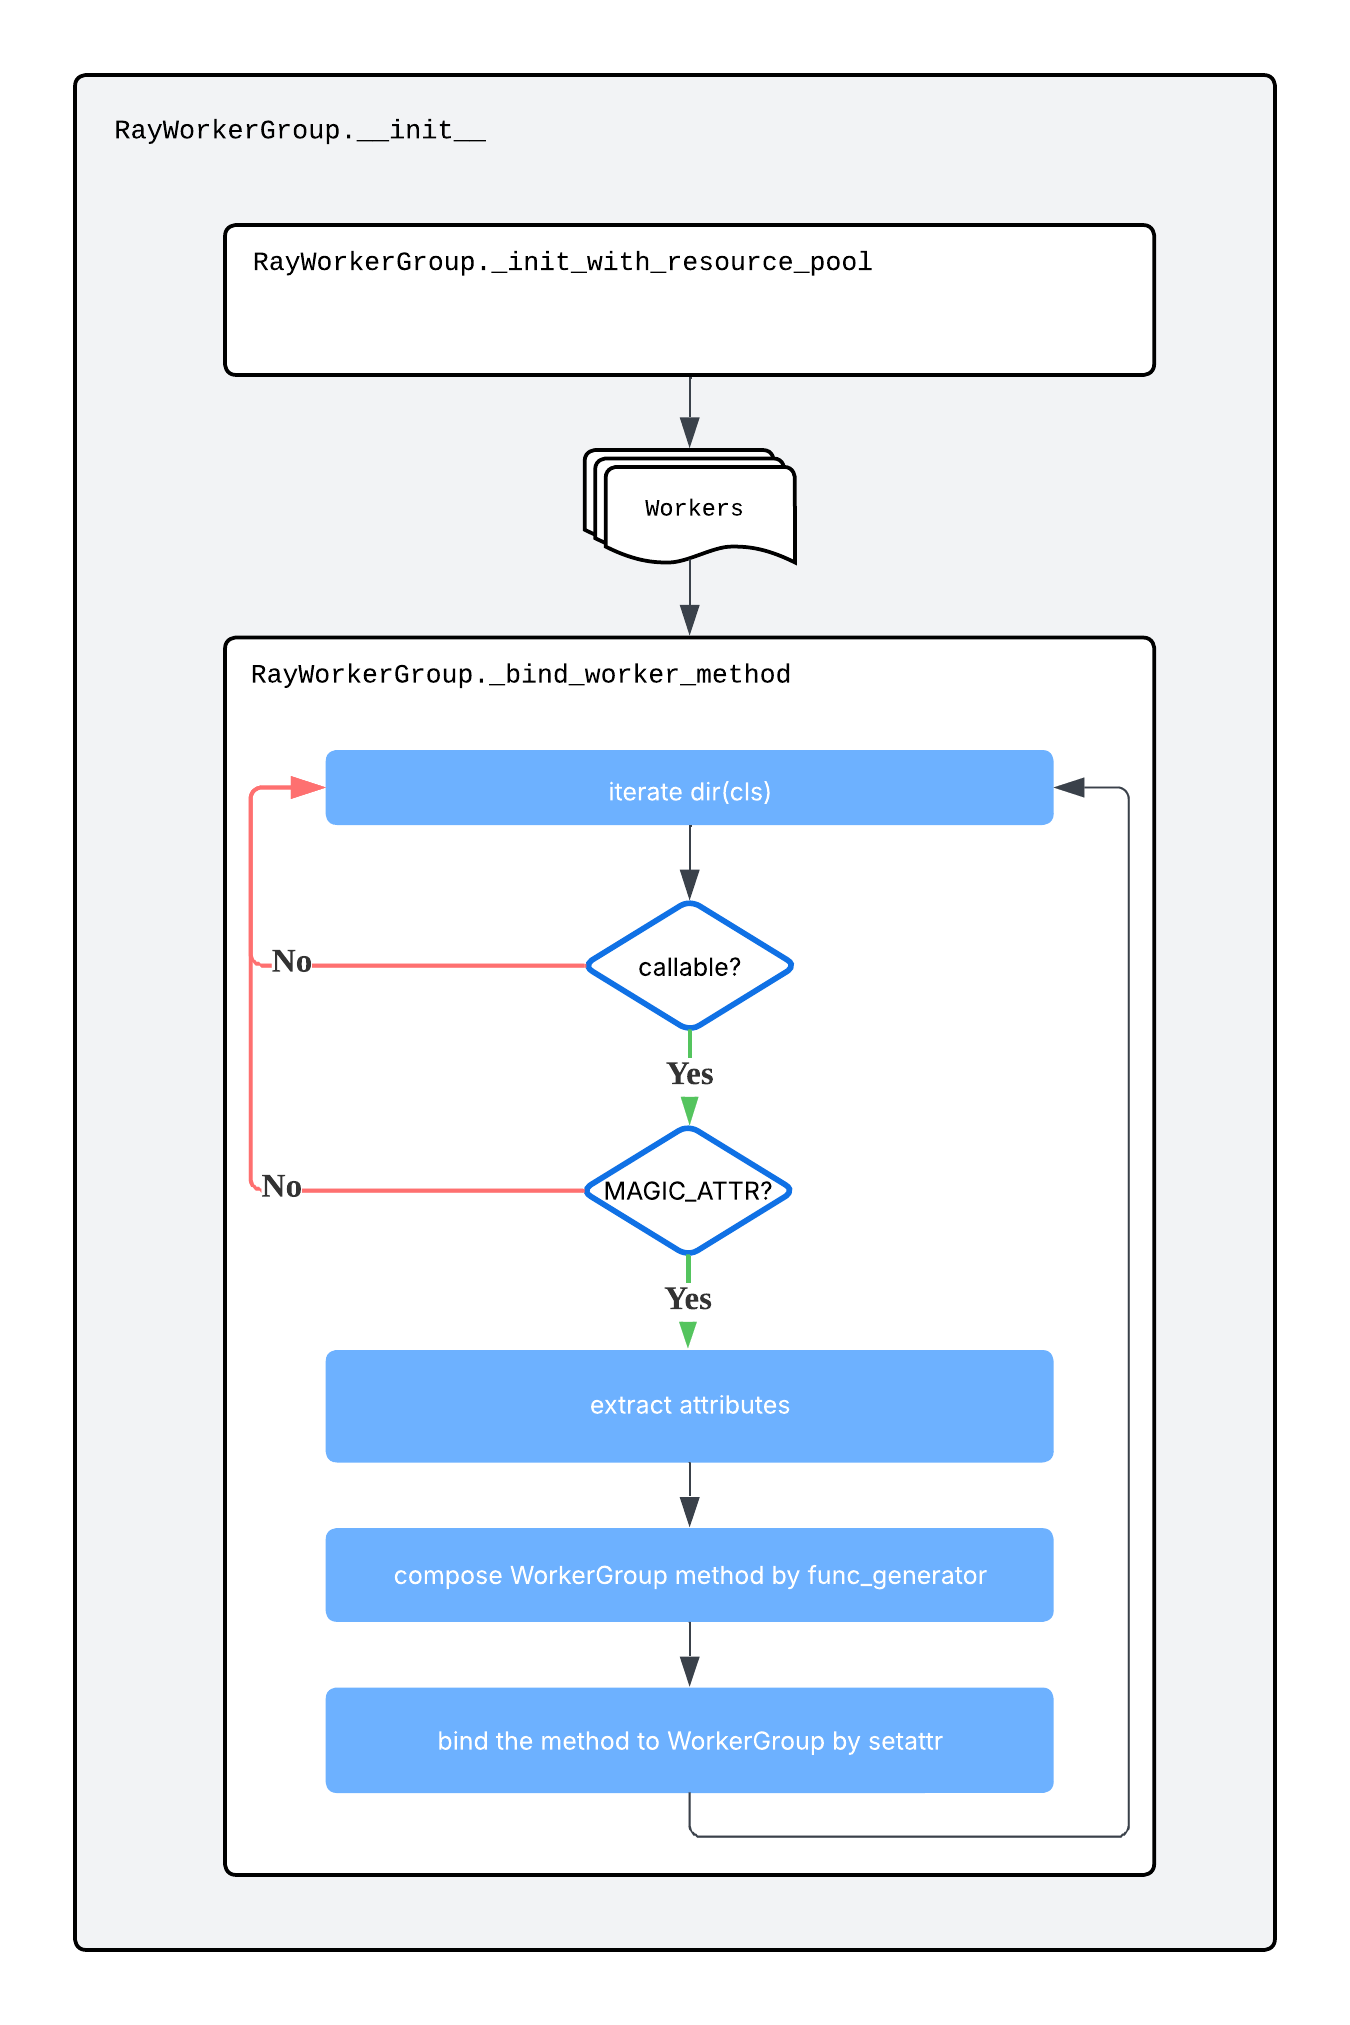 RayWorkerGroup.__init__
RayWorkerGroup._init_with_resource_pool
Workers
RayWorkerGroup._bind_worker_method
iterate dir(cls)
callable?
No
Yes
MAGIC_ATTR?
No
Yes
extract attributes
compose WorkerGroup method by func_generator
bind the method to WorkerGroup by setattr